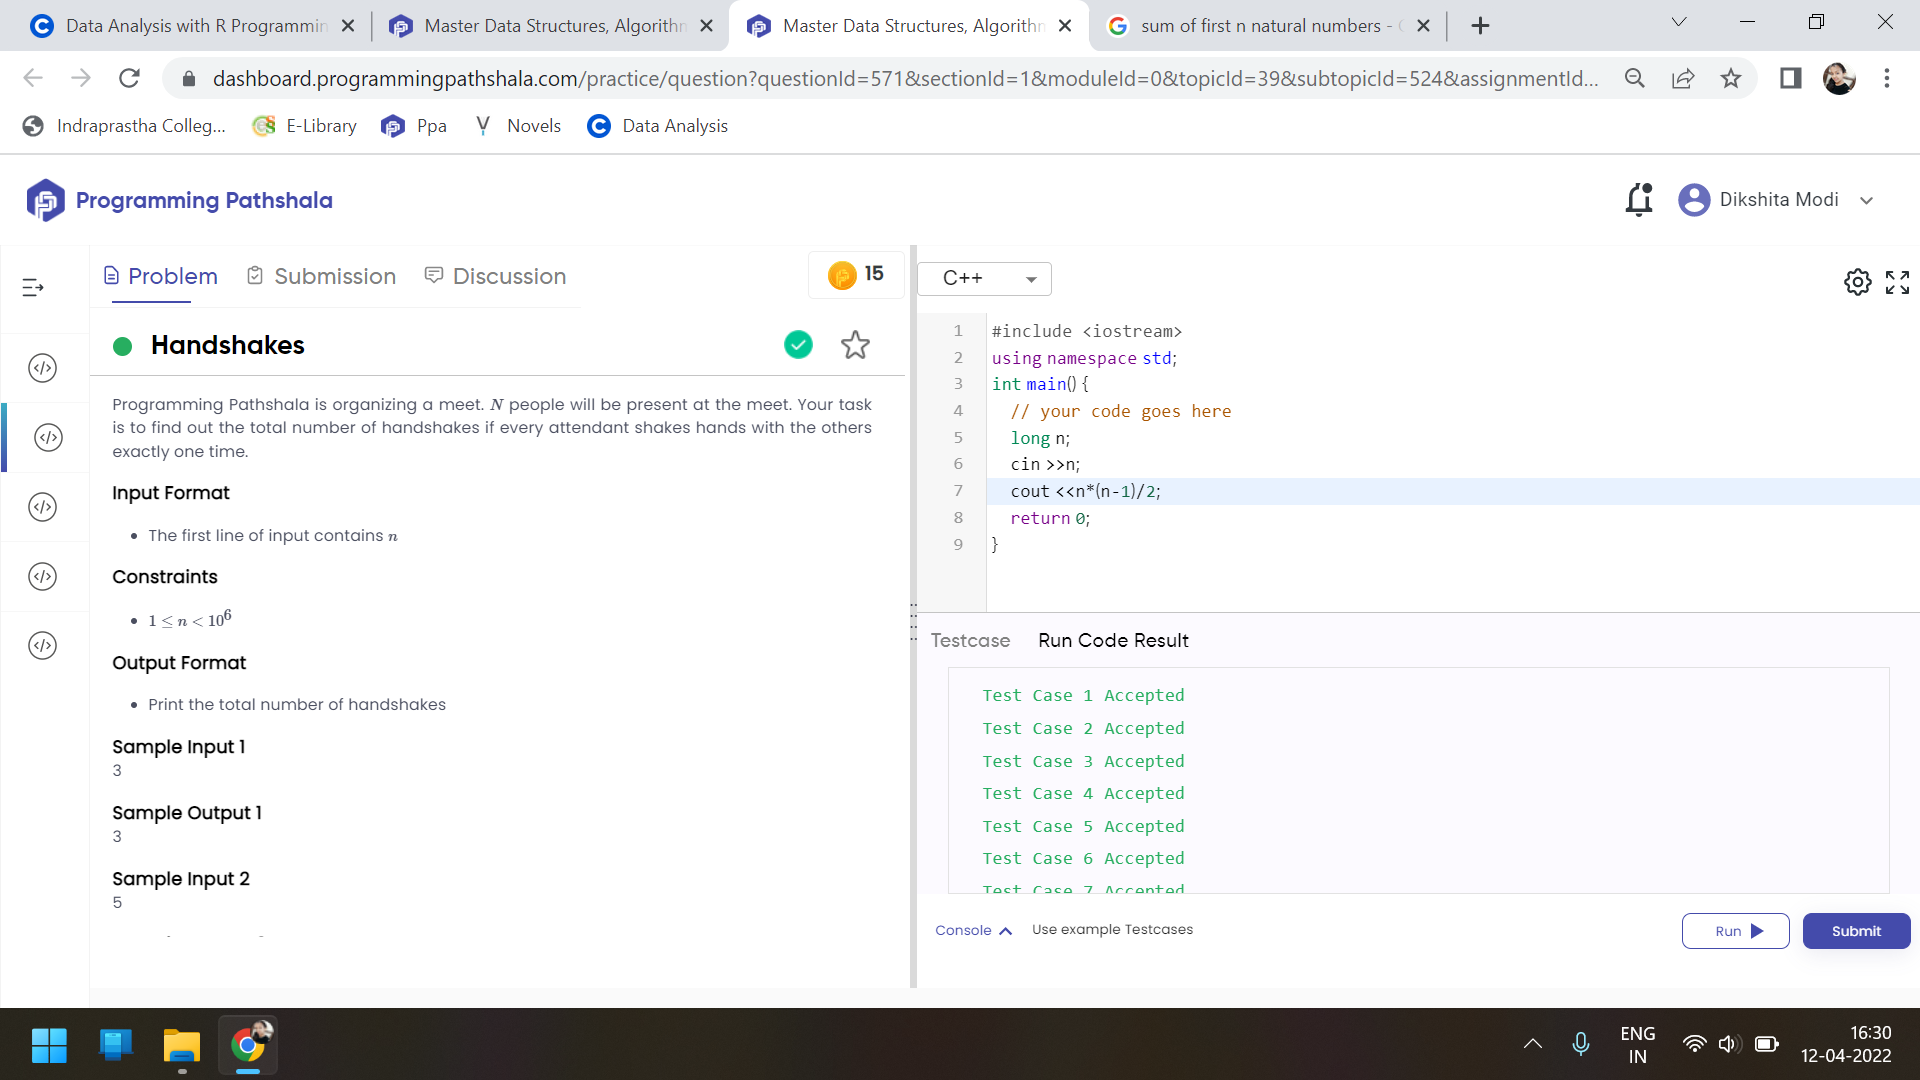 Data Analysis with R Programmin
Master Data Structures, Algorithm
Master Data Structures, Algorithm
sum of first n natural numbers -
dashboard.programmingpathshala.com/practice/question?questionId=571&sectionId=1&moduleId=0&topicId=39&subtopicId=524&assignmentId...
Indraprastha Colleg...
E-Library
Ppa
Novels
Data Analysis
Programming Pathshala
Dikshita Modi
Problem
Submission
Discussion
15
C++
Handshakes
Programming Pathshala is organizing a meet. N people will be present at the meet. Your task
is to find out the total number of handshakes if every attendant shakes hands with the others
exactly one time.
Input Format
• The first line of input contains n
Constraints
• 1 ≤ n < 10^6
Output Format
• Print the total number of handshakes
Sample Input 1
3
Sample Output 1
3
Sample Input 2
5
1 #include <iostream>
2 using namespace std;
3 int main() {
4 // your code goes here
5 long n;
6 cin >>n;
7 cout <<n*(n-1)/2;
8 return 0;
9 }
Testcase
Run Code Result
Test Case 1 Accepted
Test Case 2 Accepted
Test Case 3 Accepted
Test Case 4 Accepted
Test Case 5 Accepted
Test Case 6 Accepted
Test Case 7 Accepted
Console
Use example Testcases
Run
Submit
ENG
IN
16:30
12-04-2022